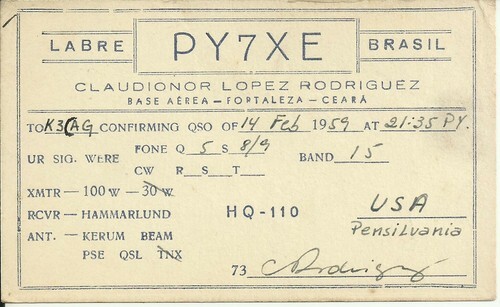 LABRE PY7XE BRASIL
CLAUDIONOR LOPEZ RODRIGUEZ
BASE AÉREA — FOPTALEZA — CEARÁ
TO K3CAG CONFIRMING QSO OF 14 Feb 1959 AT 21:35 PY.
UR SIG. WERE FONE Q 5 S 8/9 BAND 15
CW R S T
XMTR — 100 W — 30 W
RCVR — HAMMARLUND HQ-110 USA
ANT. — KERUM BEAM Pensilvania
PSE QSL TNX
73 CRodriguez